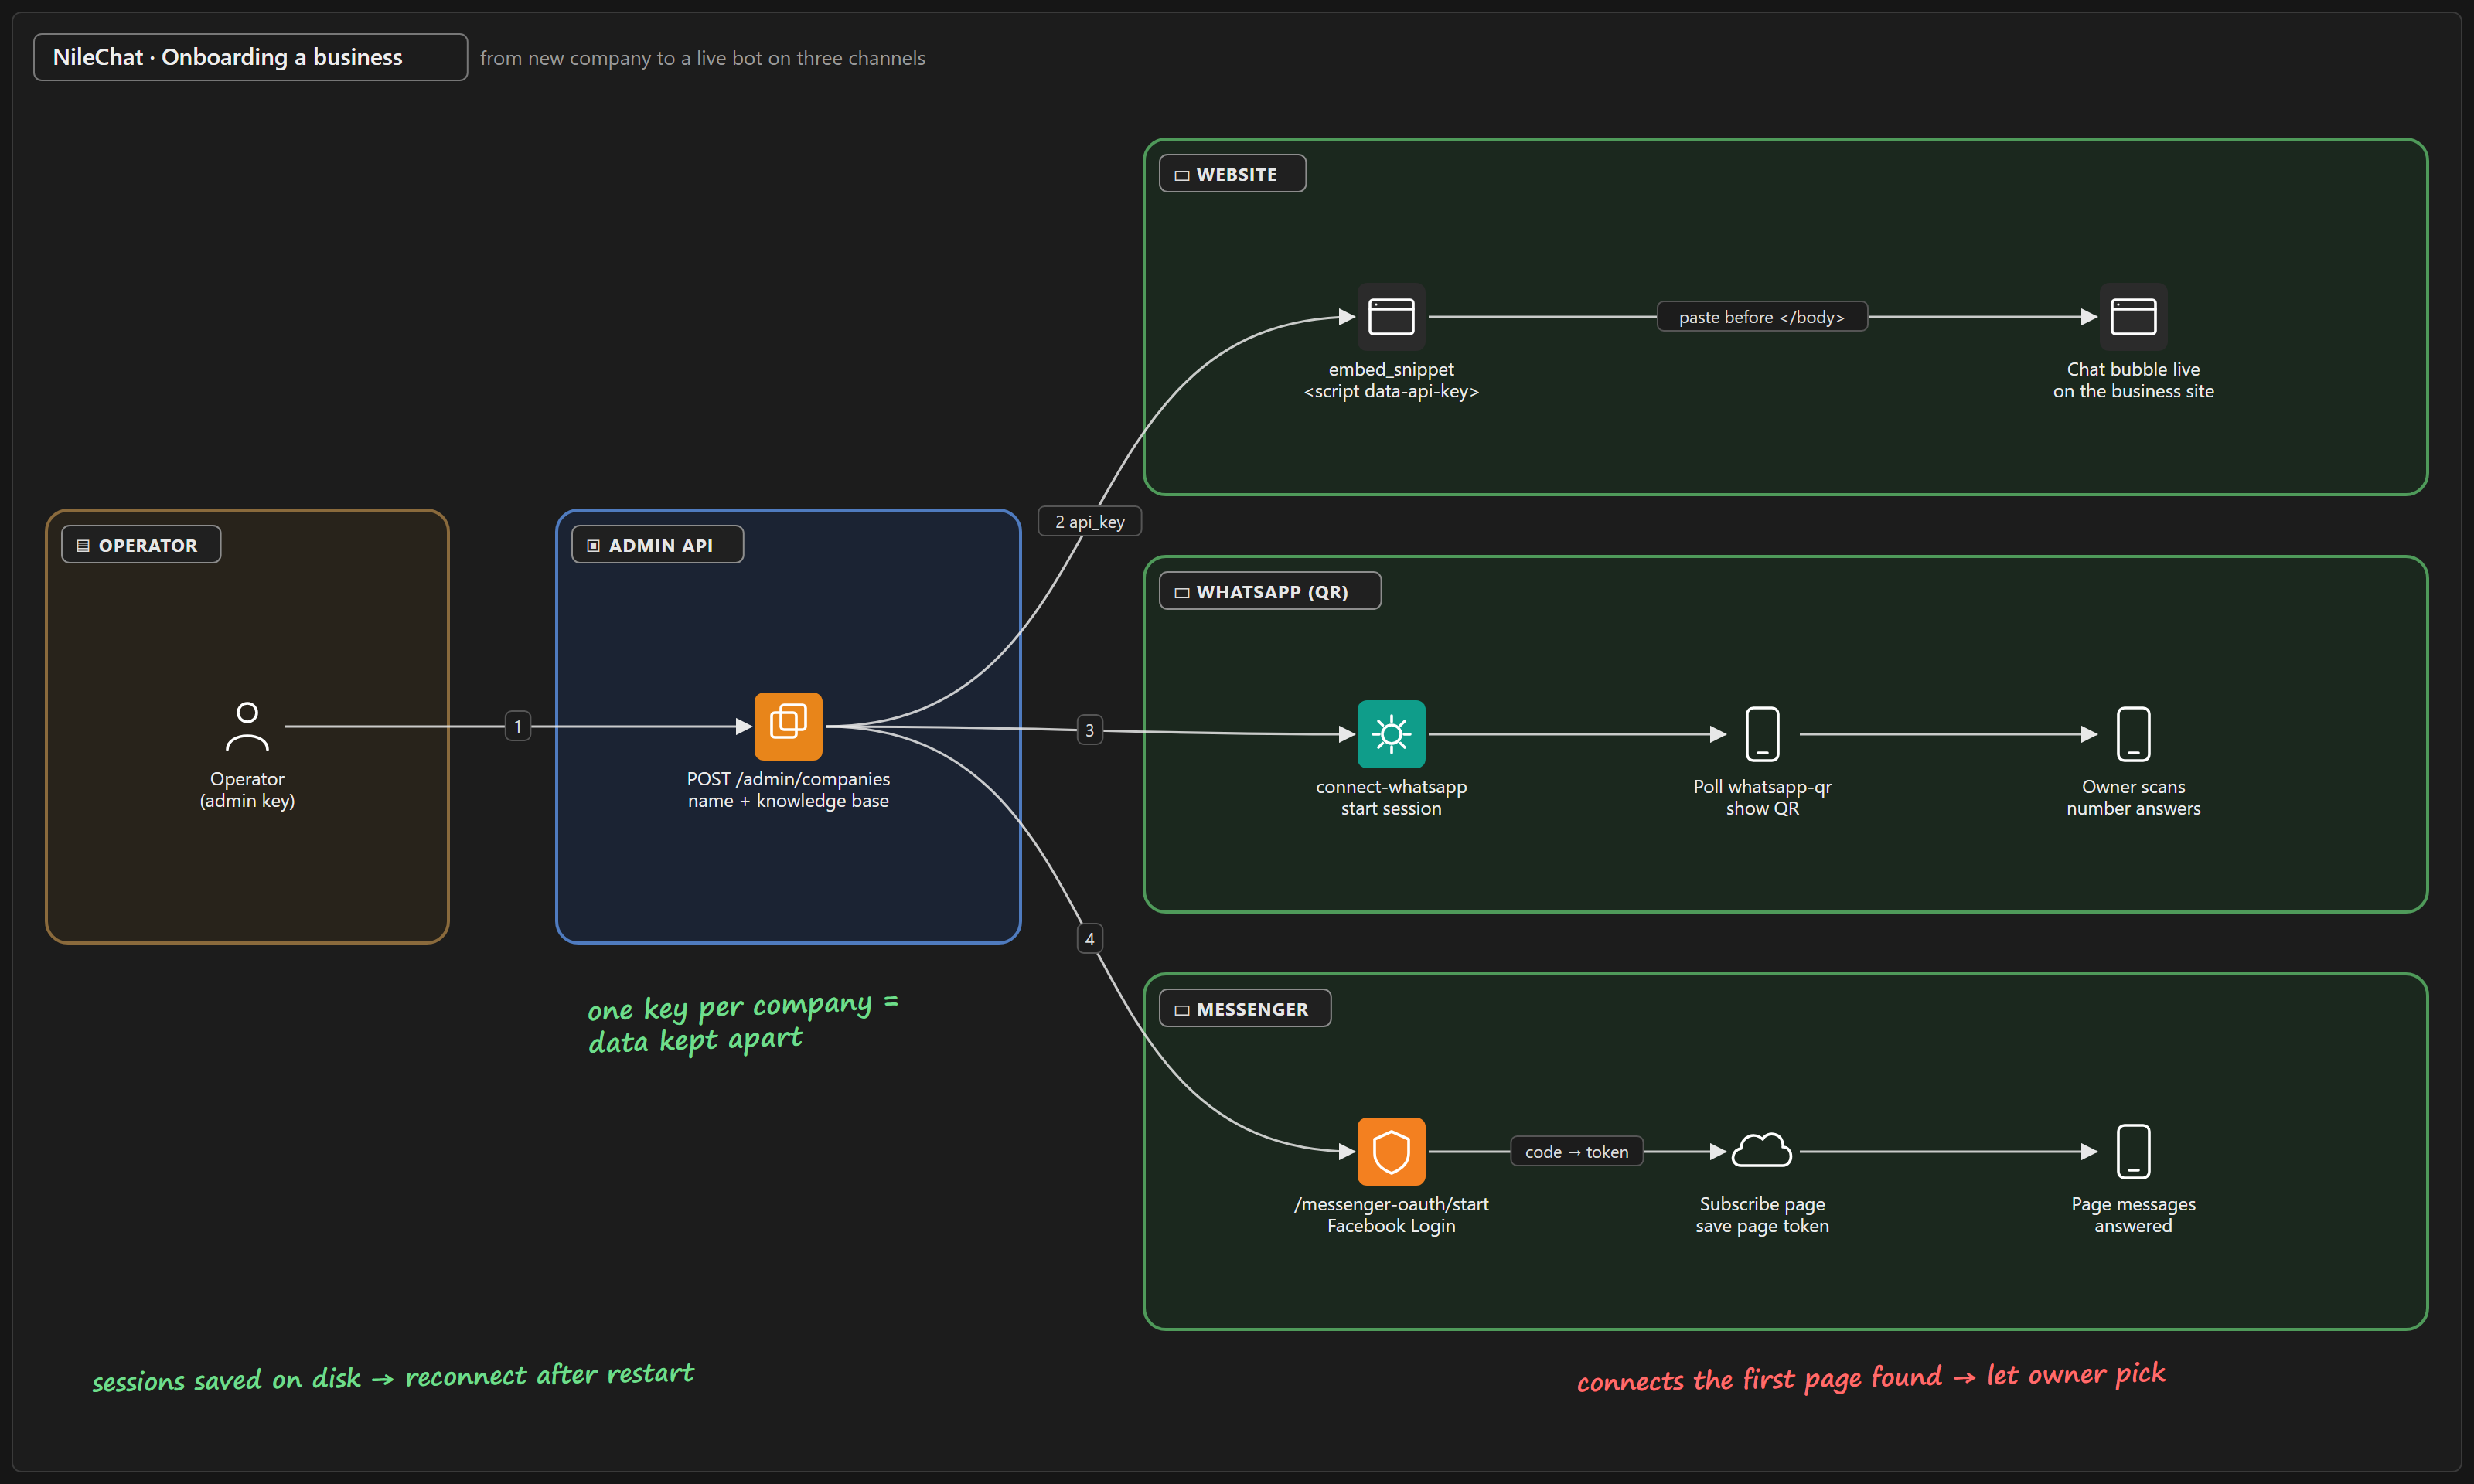 NileChat · Onboarding a business
from new company to a live bot on three channels
WEBSITE
embed_snippet
<script data-api-key>
paste before </body>
Chat bubble live
on the business site
OPERATOR
Operator
(admin key)
1
ADMIN API
POST /admin/companies
name + knowledge base
2 api_key
3
4
WHATSAPP (QR)
connect-whatsapp
start session
Poll whatsapp-qr
show QR
Owner scans
number answers
one key per company =
data kept apart
MESSENGER
/messenger-oauth/start
Facebook Login
code → token
Subscribe page
save page token
Page messages
answered
sessions saved on disk → reconnect after restart
connects the first page found → let owner pick